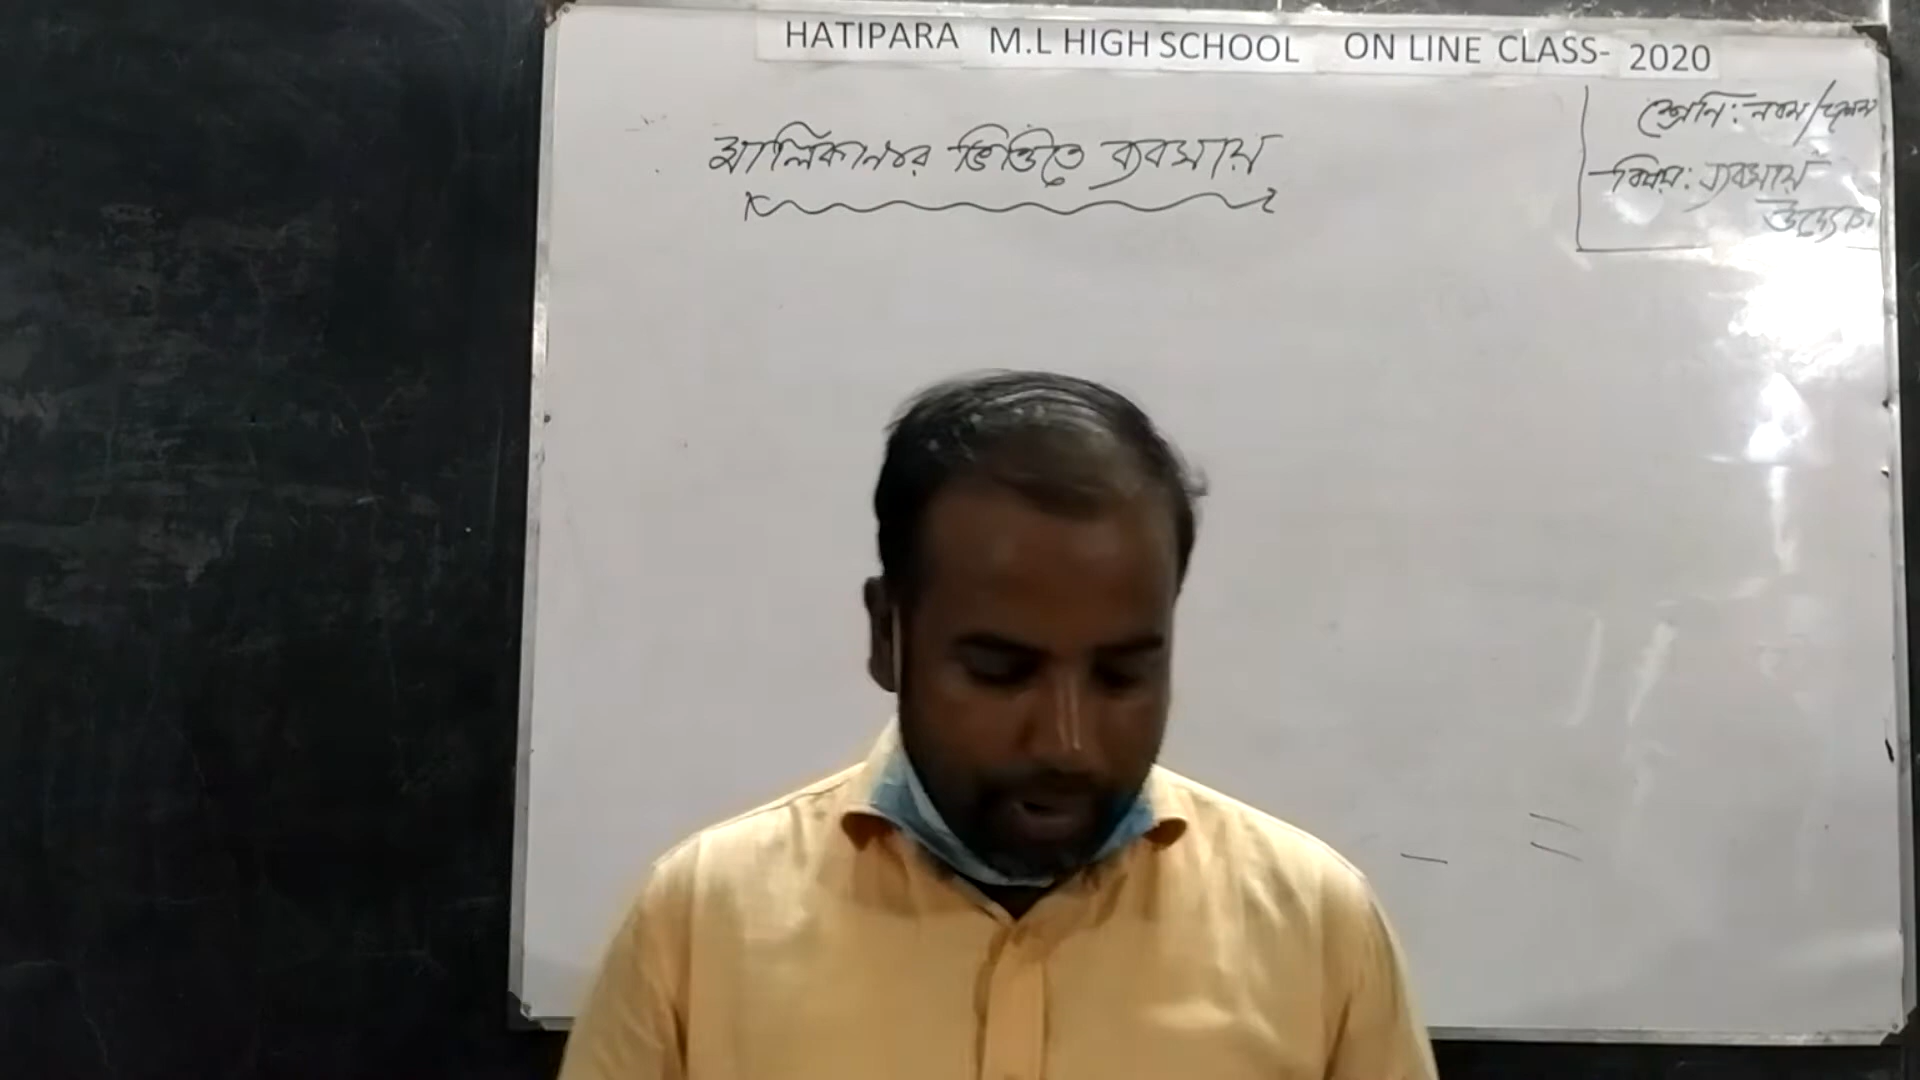 HATIPARA M.L HIGH SCHOOL ON LINE CLASS- 2020
মালিকানার ভিত্তিতে ব্যবসায়
শ্রেণি: নবম/দশম
বিষয়: ব্যবসায়
উদ্যোগ